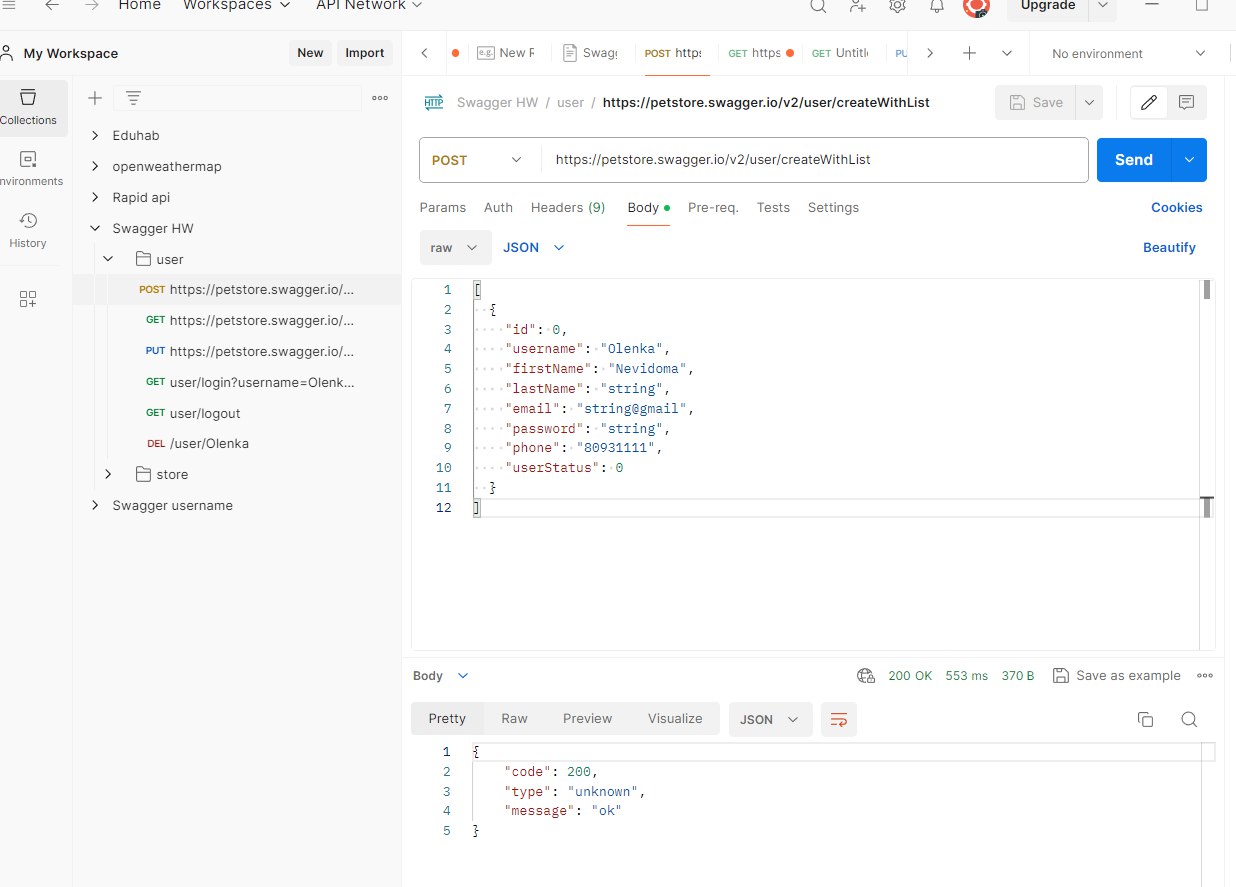 Home Workspaces API Network Upgrade
My Workspace New Import
New F Swagg POST https GET https GET Untitl PU No environment
Collections
Environments
History
Eduhab
openweathermap
Rapid api
Swagger HW
user
POST https://petstore.swagger.io/...
GET https://petstore.swagger.io/...
PUT https://petstore.swagger.io/...
GET user/login?username=Olenk...
GET user/logout
DEL /user/Olenka
store
Swagger username
HTTP Swagger HW / user / https://petstore.swagger.io/v2/user/createWithList Save
POST https://petstore.swagger.io/v2/user/createWithList Send
Params Auth Headers (9) Body Pre-req. Tests Settings Cookies
raw JSON Beautify
1 [
2 {
3 "id": 0,
4 "username": "Olenka",
5 "firstName": "Nevidoma",
6 "lastName": "string",
7 "email": "string@gmail",
8 "password": "string",
9 "phone": "80931111",
10 "userStatus": 0
11 }
12 ]
Body 200 OK 553 ms 370 B Save as example
Pretty Raw Preview Visualize JSON
1 {
2 "code": 200,
3 "type": "unknown",
4 "message": "ok"
5 }